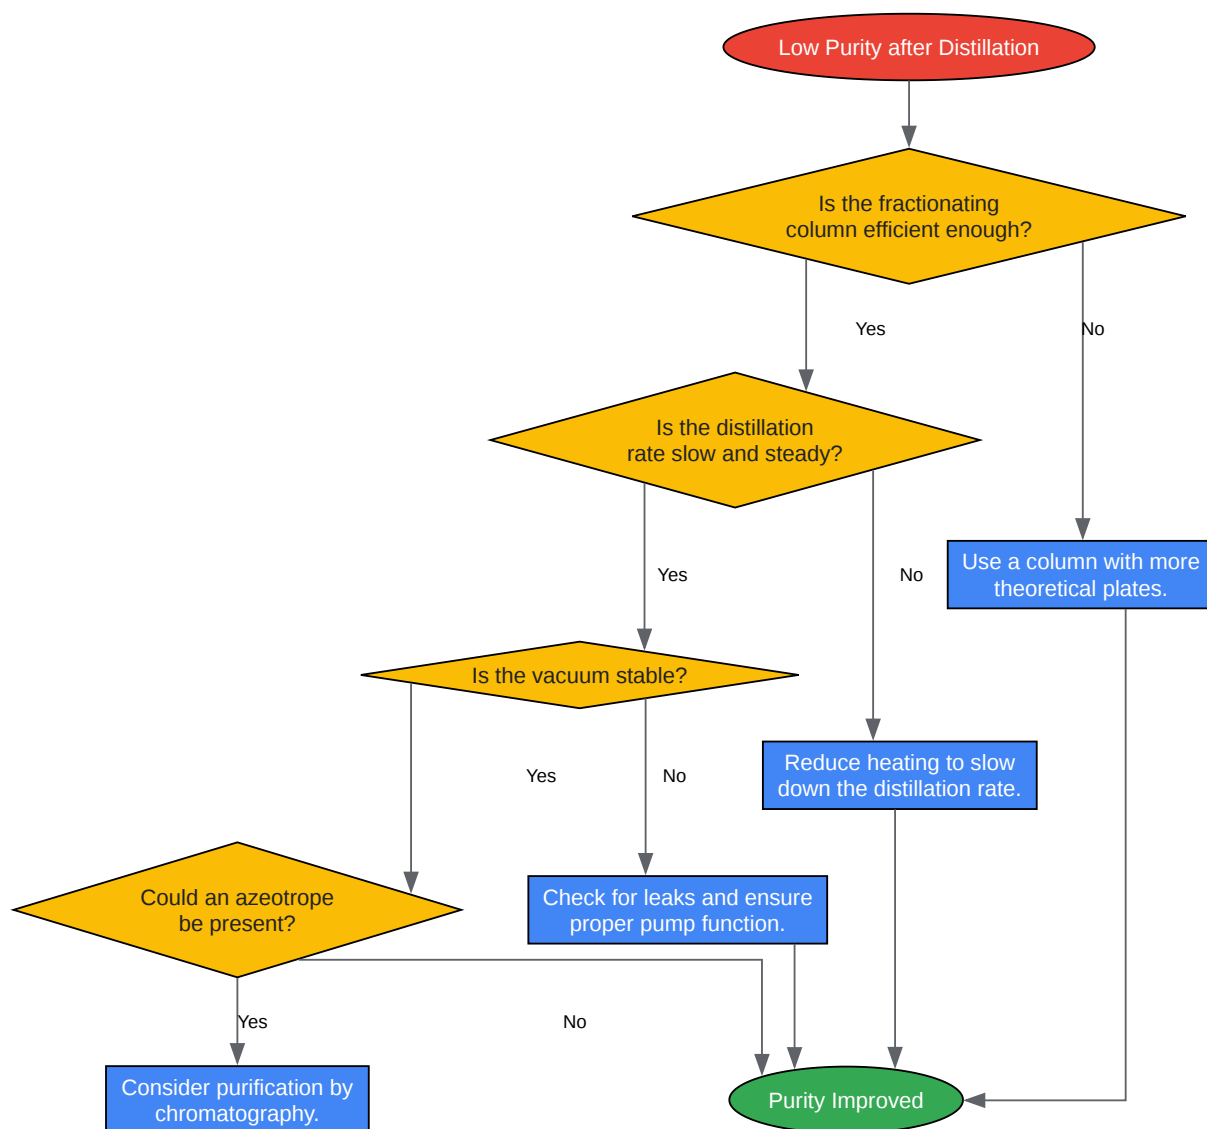 Low Purity after Distillation
Is the fractionating
column efficient enough?
Yes
No
Is the distillation
rate slow and steady?
Yes
No
Use a column with more
theoretical plates.
Is the vacuum stable?
Yes
No
Reduce heating to slow
down the distillation rate.
Could an azeotrope
be present?
Check for leaks and ensure
proper pump function.
Yes
No
Consider purification by
chromatography.
Purity Improved